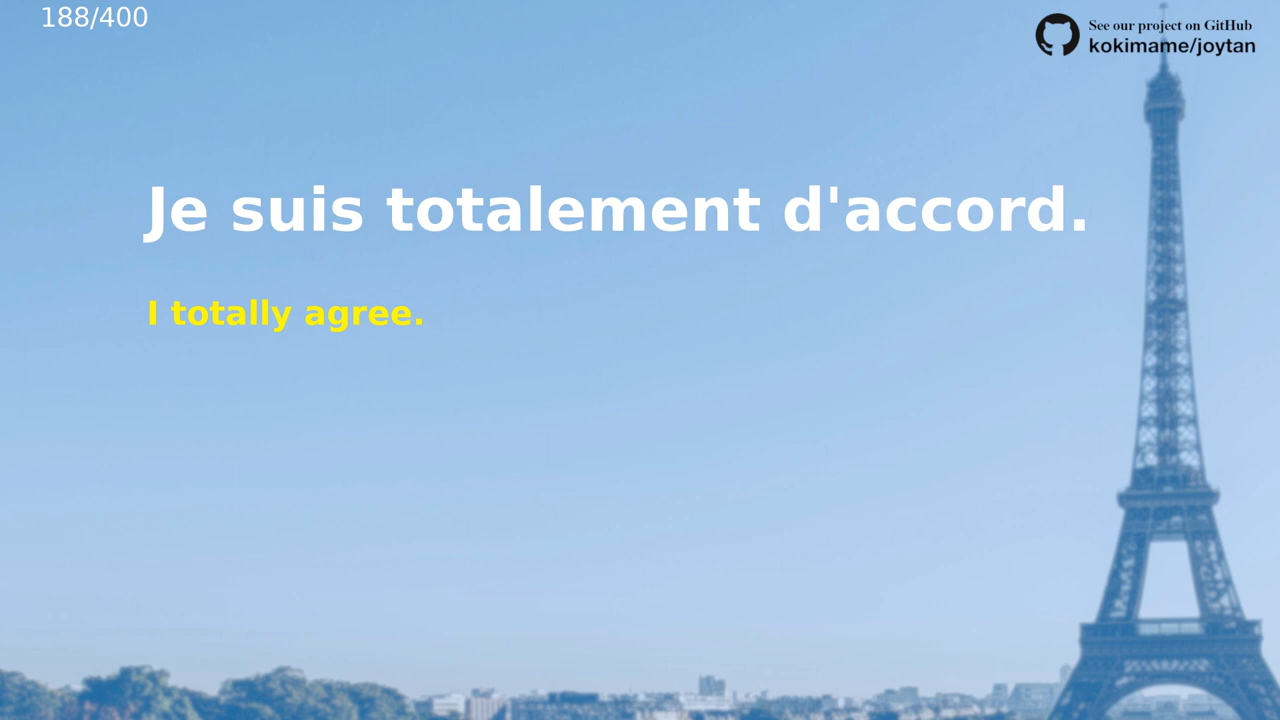 188/400
See our project on GitHub
kokimame/joytan
Je suis totalement d'accord.
I totally agree.